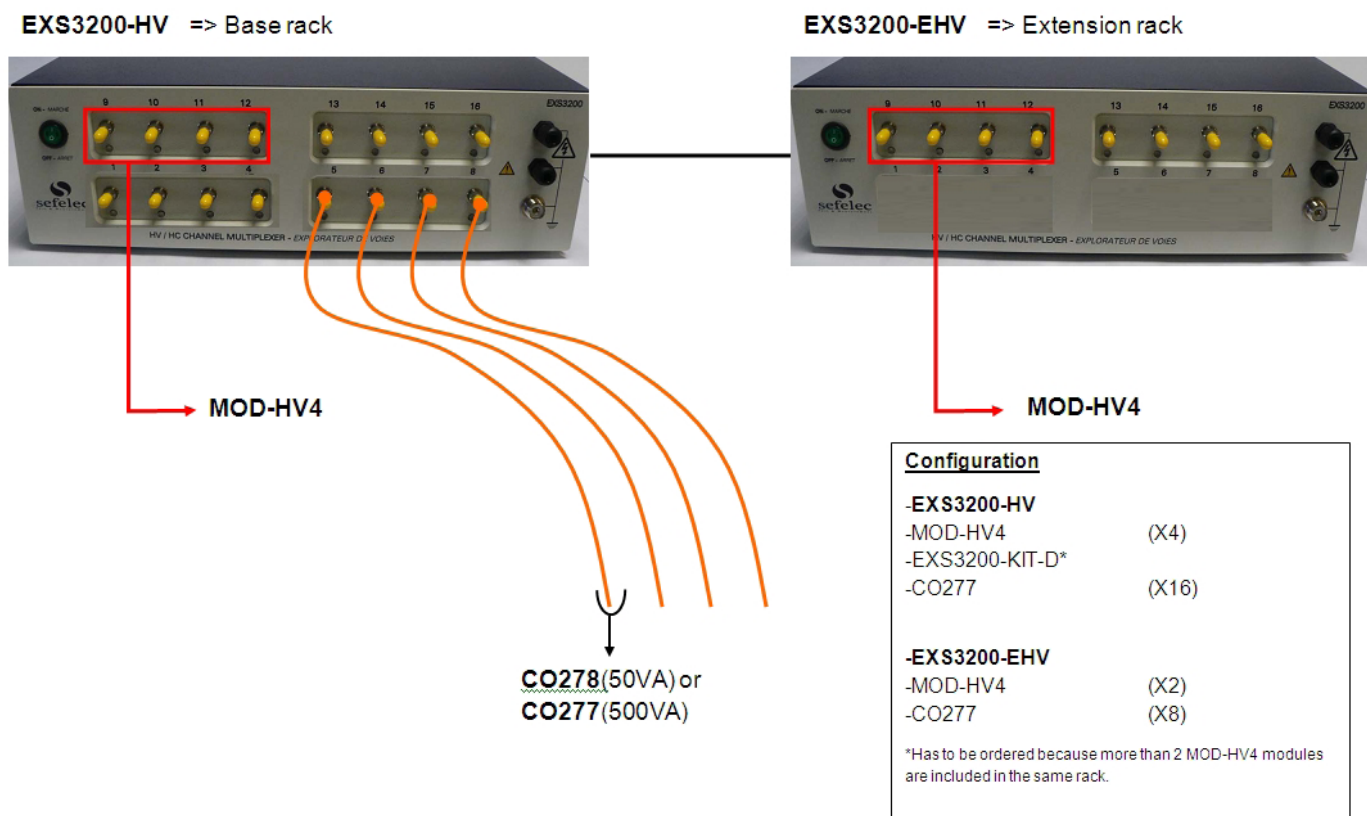 EXS3200-HV => Base rack
EXS3200-EHV => Extension rack
9 10 11 12 13 14 15 16
EXS3200
ON - MARCHE
OFF - ARRET
1 2 3 4 5 6 7 8
sefelec
HV / HC CHANNEL MULTIPLEXER - EXPLORATEUR DE VOIES
9 10 11 12 13 14 15 16
EXS3200
ON - MARCHE
OFF - ARRET
1 2 3 4 5 6 7 8
sefelec
HV / HC CHANNEL MULTIPLEXER - EXPLORATEUR DE VOIES
MOD-HV4
MOD-HV4
CO278(50VA) or
CO277(500VA)
Configuration
-EXS3200-HV
-MOD-HV4 (X4)
-EXS3200-KIT-D*
-CO277 (X16)
-EXS3200-EHV
-MOD-HV4 (X2)
-CO277 (X8)
*Has to be ordered because more than 2 MOD-HV4 modules
are included in the same rack.